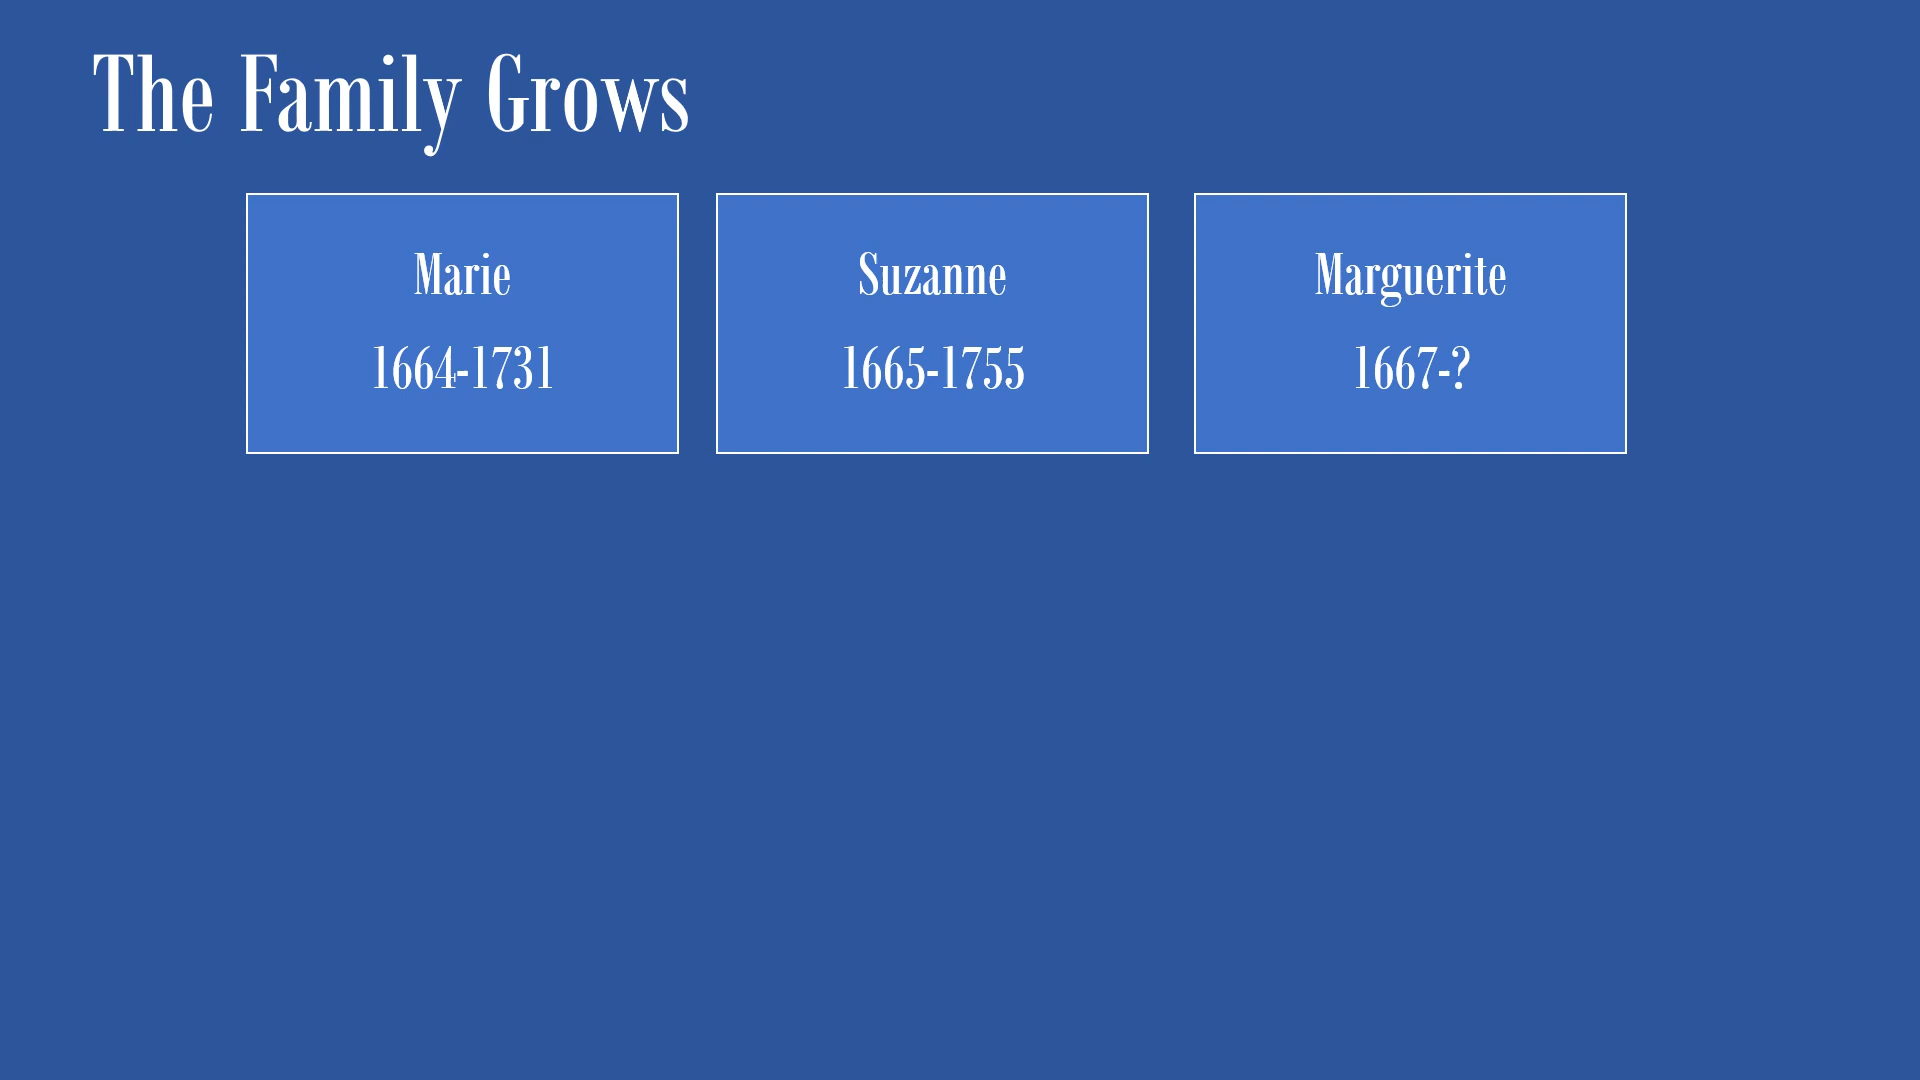 The Family Grows
Marie
1664-1731
Suzanne
1665-1755
Marguerite
1667-?